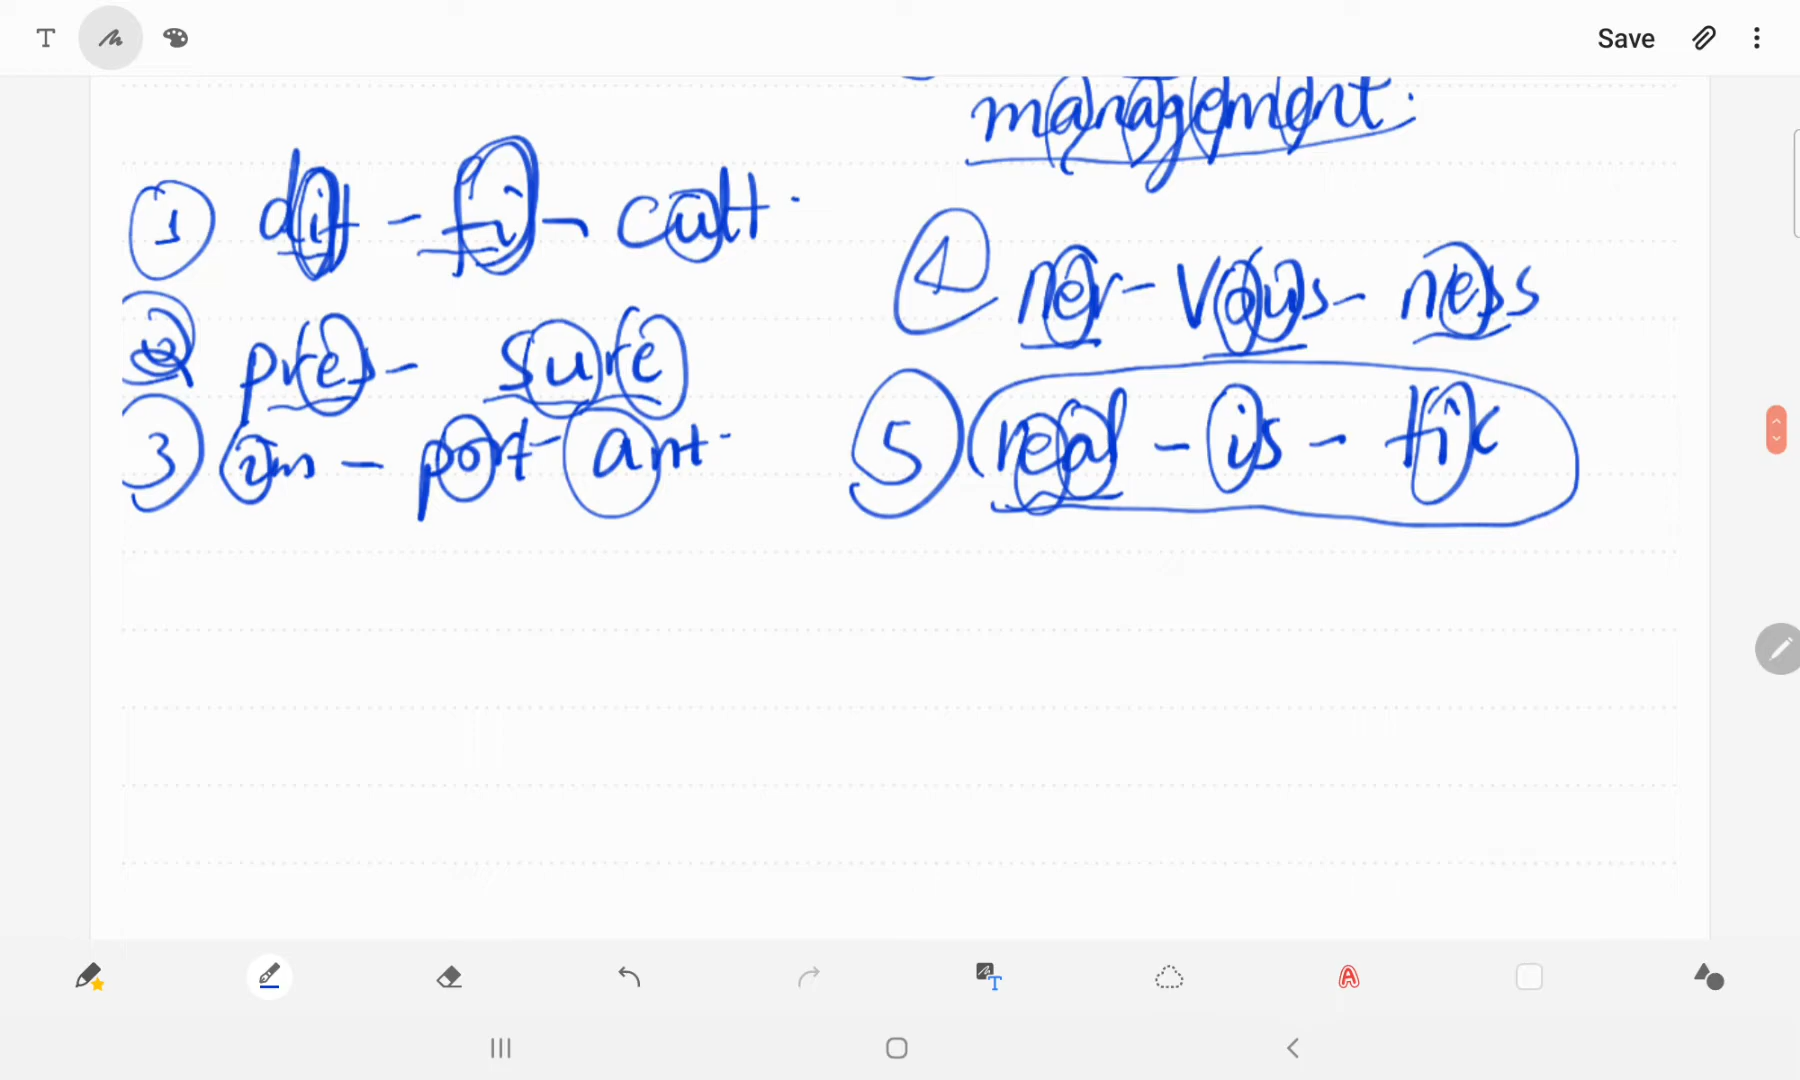 T Save
management.
1 dif - fi - cult.
2 pres - sure
3 im - port - ant.
4 ner - vous - ness
5 real - is - tic